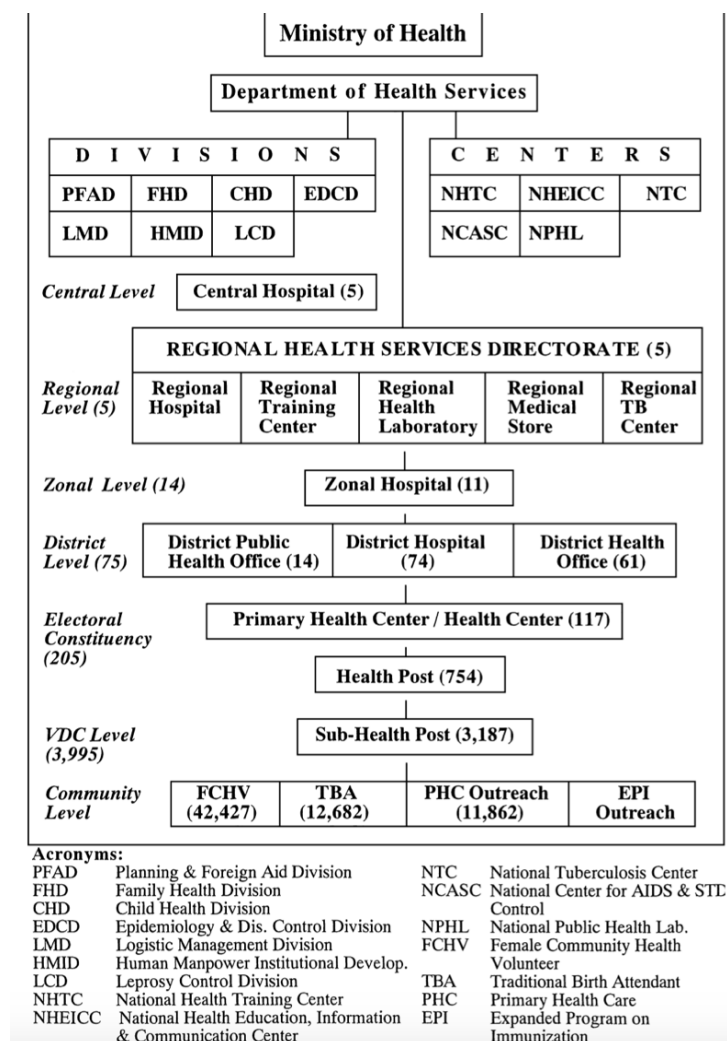 Ministry of Health
Department of Health Services
D I V I S I O N S
PFAD FHD CHD EDCD
LMD HMID LCD
C E N T E R S
NHTC NHEICC NTC
NCASC NPHL
Central Level
Central Hospital (5)
REGIONAL HEALTH SERVICES DIRECTORATE (5)
Regional
Level (5)
Regional
Hospital
Regional
Training
Center
Regional
Health
Laboratory
Regional
Medical
Store
Regional
TB
Center
Zonal Level (14)
Zonal Hospital (11)
District
Level (75)
District Public
Health Office (14)
District Hospital
(74)
District Health
Office (61)
Electoral
Constituency
(205)
Primary Health Center / Health Center (117)
Health Post (754)
VDC Level
(3,995)
Sub-Health Post (3,187)
Community
Level
FCHV
(42,427)
TBA
(12,682)
PHC Outreach
(11,862)
EPI
Outreach
Acronyms:
PFAD Planning & Foreign Aid Division
FHD Family Health Division
CHD Child Health Division
EDCD Epidemiology & Dis. Control Division
LMD Logistic Management Division
HMID Human Manpower Institutional Develop.
LCD Leprosy Control Division
NHTC National Health Training Center
NHEICC National Health Education, Information
& Communication Center
NTC National Tuberculosis Center
NCASC National Center for AIDS & STD
Control
NPHL National Public Health Lab.
FCHV Female Community Health
Volunteer
TBA Traditional Birth Attendant
PHC Primary Health Care
EPI Expanded Program on
Immunization